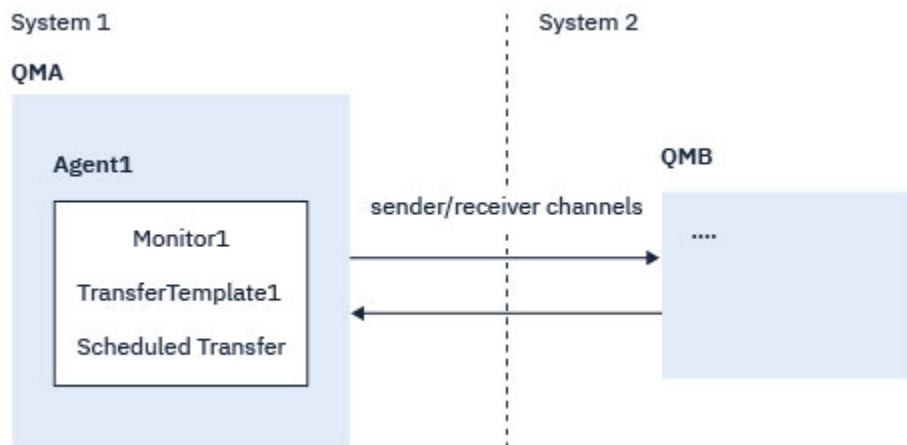 System 1
System 2
QMA
Agent1
QMB
sender/receiver channels
Monitor1
....
TransferTemplate1
Scheduled Transfer